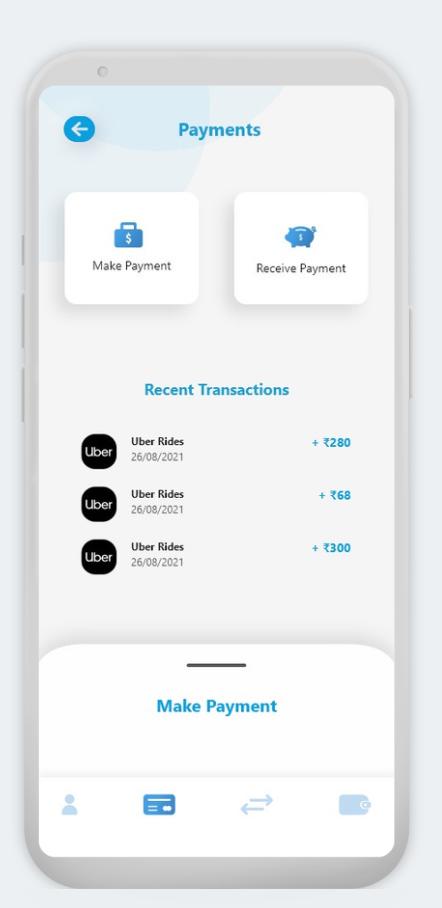 Payments
$
Make Payment
$
Receive Payment
Recent Transactions
Uber
Uber Rides
+ ₹280
26/08/2021
Uber
Uber Rides
+ ₹68
26/08/2021
Uber
Uber Rides
+ ₹300
26/08/2021
Make Payment